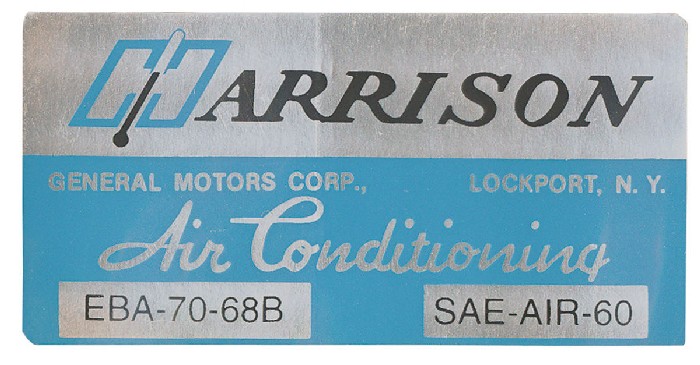 HARRISON
GENERAL MOTORS CORP., LOCKPORT, N. Y.
Air Conditioning
EBA-70-68B SAE-AIR-60